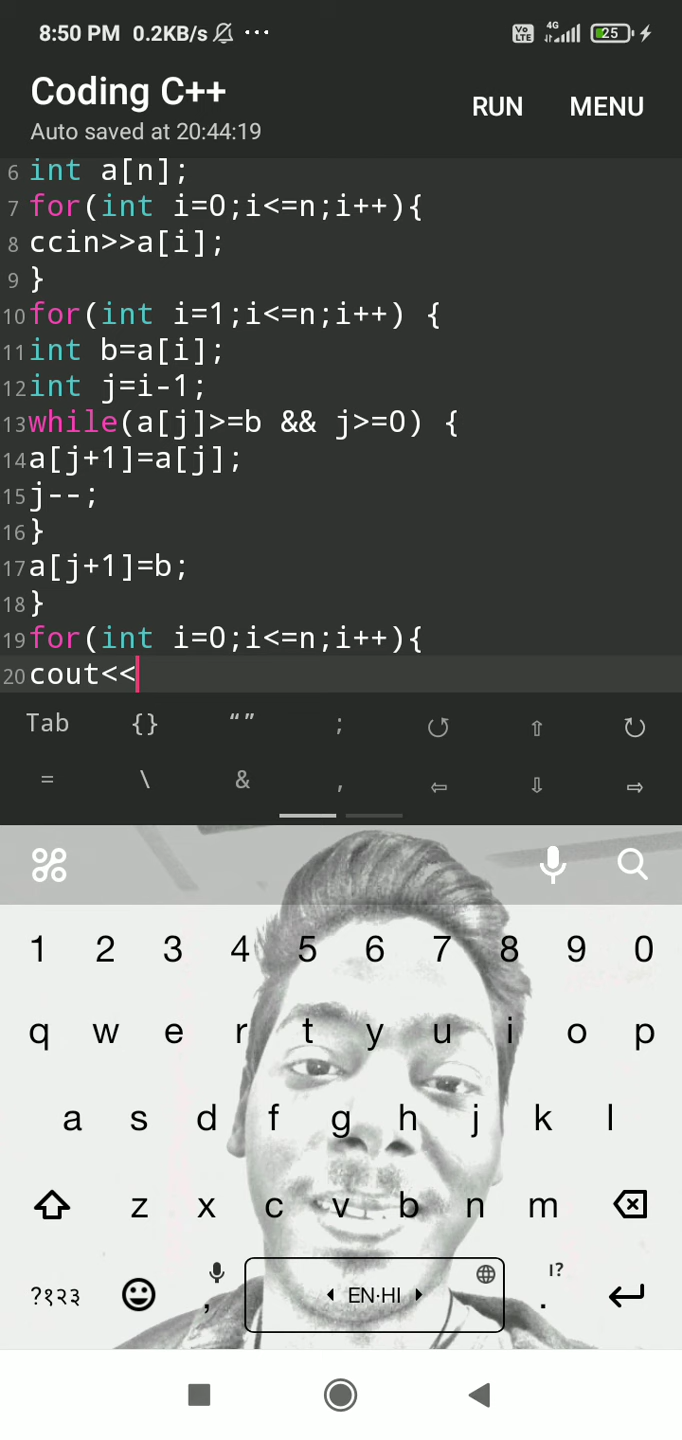 8:50 PM 0.2KB/s ... Vo LTE 4G 25
Coding C++
RUN MENU
Auto saved at 20:44:19
6 int a[n];
7 for(int i=0;i<=n;i++){
8 ccin>>a[i];
9 }
10 for(int i=1;i<=n;i++) {
11 int b=a[i];
12 int j=i-1;
13 while(a[j]>=b && j>=0) {
14 a[j+1]=a[j];
15 j--;
16 }
17 a[j+1]=b;
18 }
19 for(int i=0;i<=n;i++){
20 cout<<
Tab {} “” ; ↺ ⇧ ↻
= \ & , ⇦ ⇩ ⇨
1 2 3 4 5 6 7 8 9 0
q w e r t y u i o p
a s d f g h j k l
z x c v b n m
?१२३ , EN·HI . !?